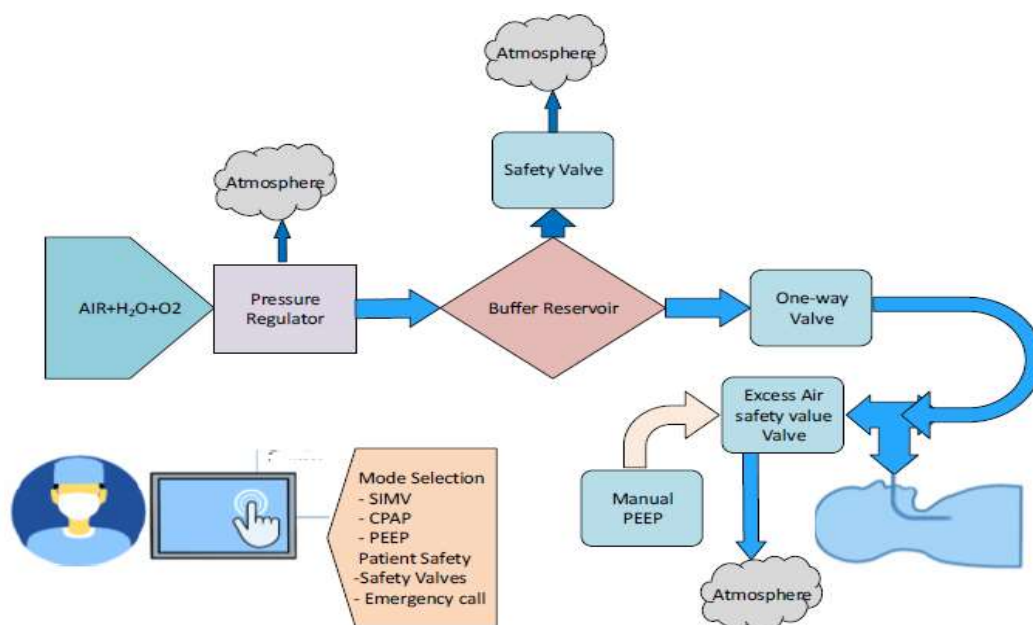 Atmosphere
Safety Valve
Atmosphere
AIR+H₂O+O2
Pressure
Regulator
Buffer Reservoir
One-way
Valve
Excess Air
safety value
Valve
Manual
PEEP
Atmosphere
Mode Selection
- SIMV
- CPAP
- PEEP
Patient Safety
-Safety Valves
- Emergency call